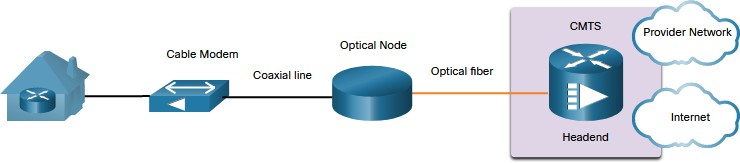 Cable Modem
Coaxial line
Optical Node
Optical fiber
CMTS
Headend
Provider Network
Internet